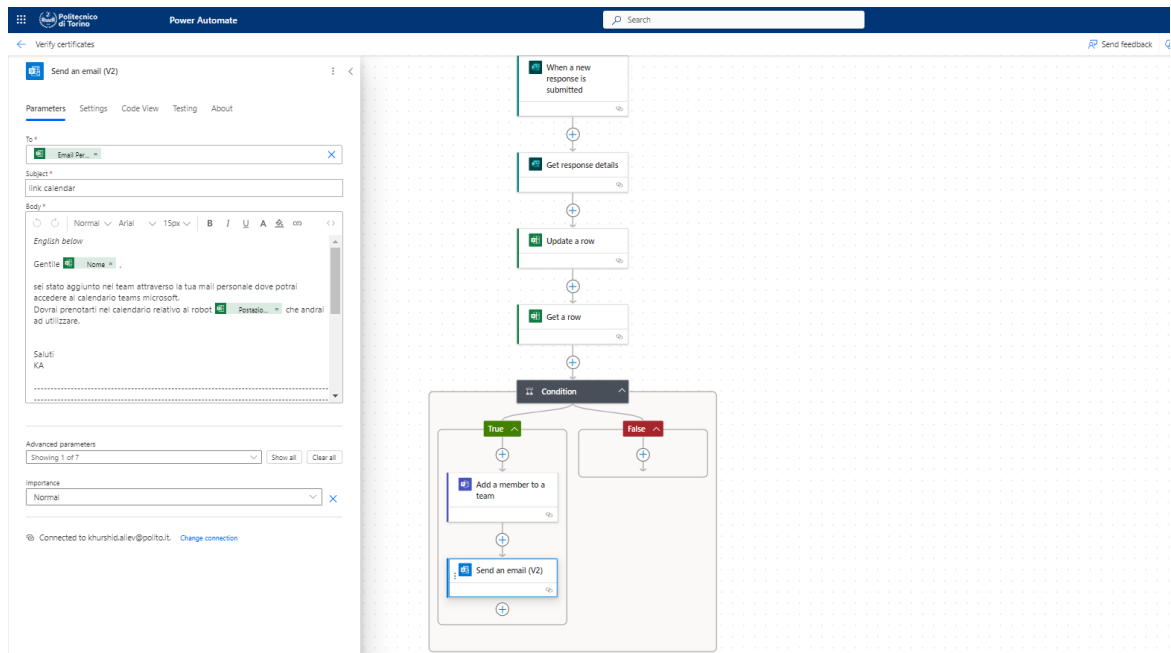 Politecnico
di Torino
Power Automate
Search
Verify certificates
Send feedback
Send an email (V2)
Parameters Settings Code View Testing About
To *
Email Per...
Subject *
link calendar
Body *
Normal Arial 15px B I U A
English below
Gentile Nome ,
sei stato aggiunto nel team attraverso la tua mail personale dove potrai
accedere al calendario teams microsoft.
Dovrai prenotarti nel calendario relativo al robot Postazio... che andrai
ad utilizzare.
Saluti
KA
Advanced parameters
Showing 1 of 7 Show all Clear all
Importance
Normal
Connected to khurshid.aliev@polito.it. Change connection
When a new
response is
submitted
Get response details
Update a row
Get a row
Condition
True
False
Add a member to a
team
Send an email (V2)